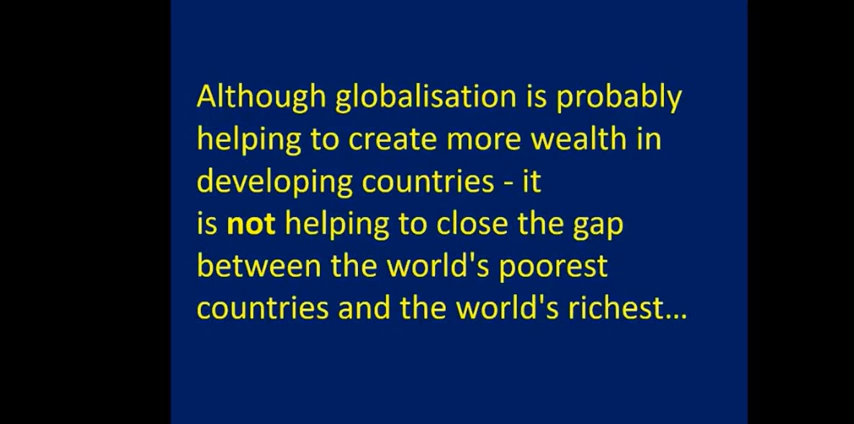 Although globalisation is probably
helping to create more wealth in
developing countries - it
is not helping to close the gap
between the world's poorest
countries and the world's richest...